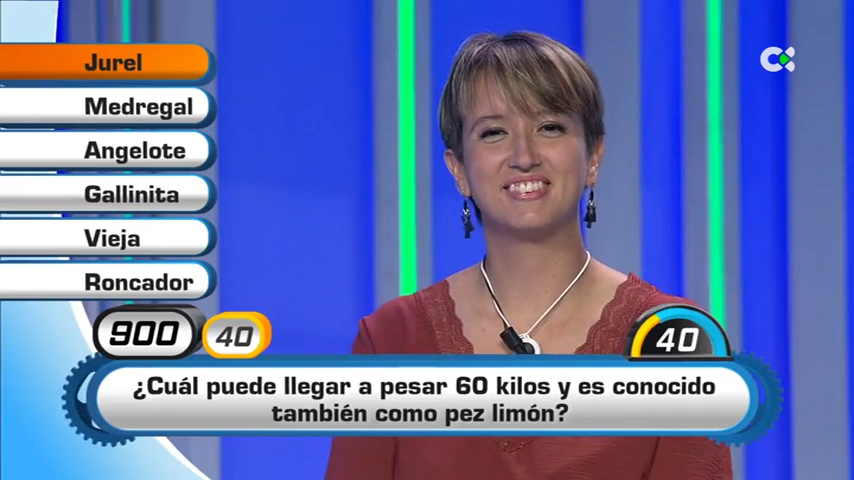 Jurel
Medregal
Angelote
Gallinita
Vieja
Roncador
900
40
40
¿Cuál puede llegar a pesar 60 kilos y es conocido
también como pez limón?